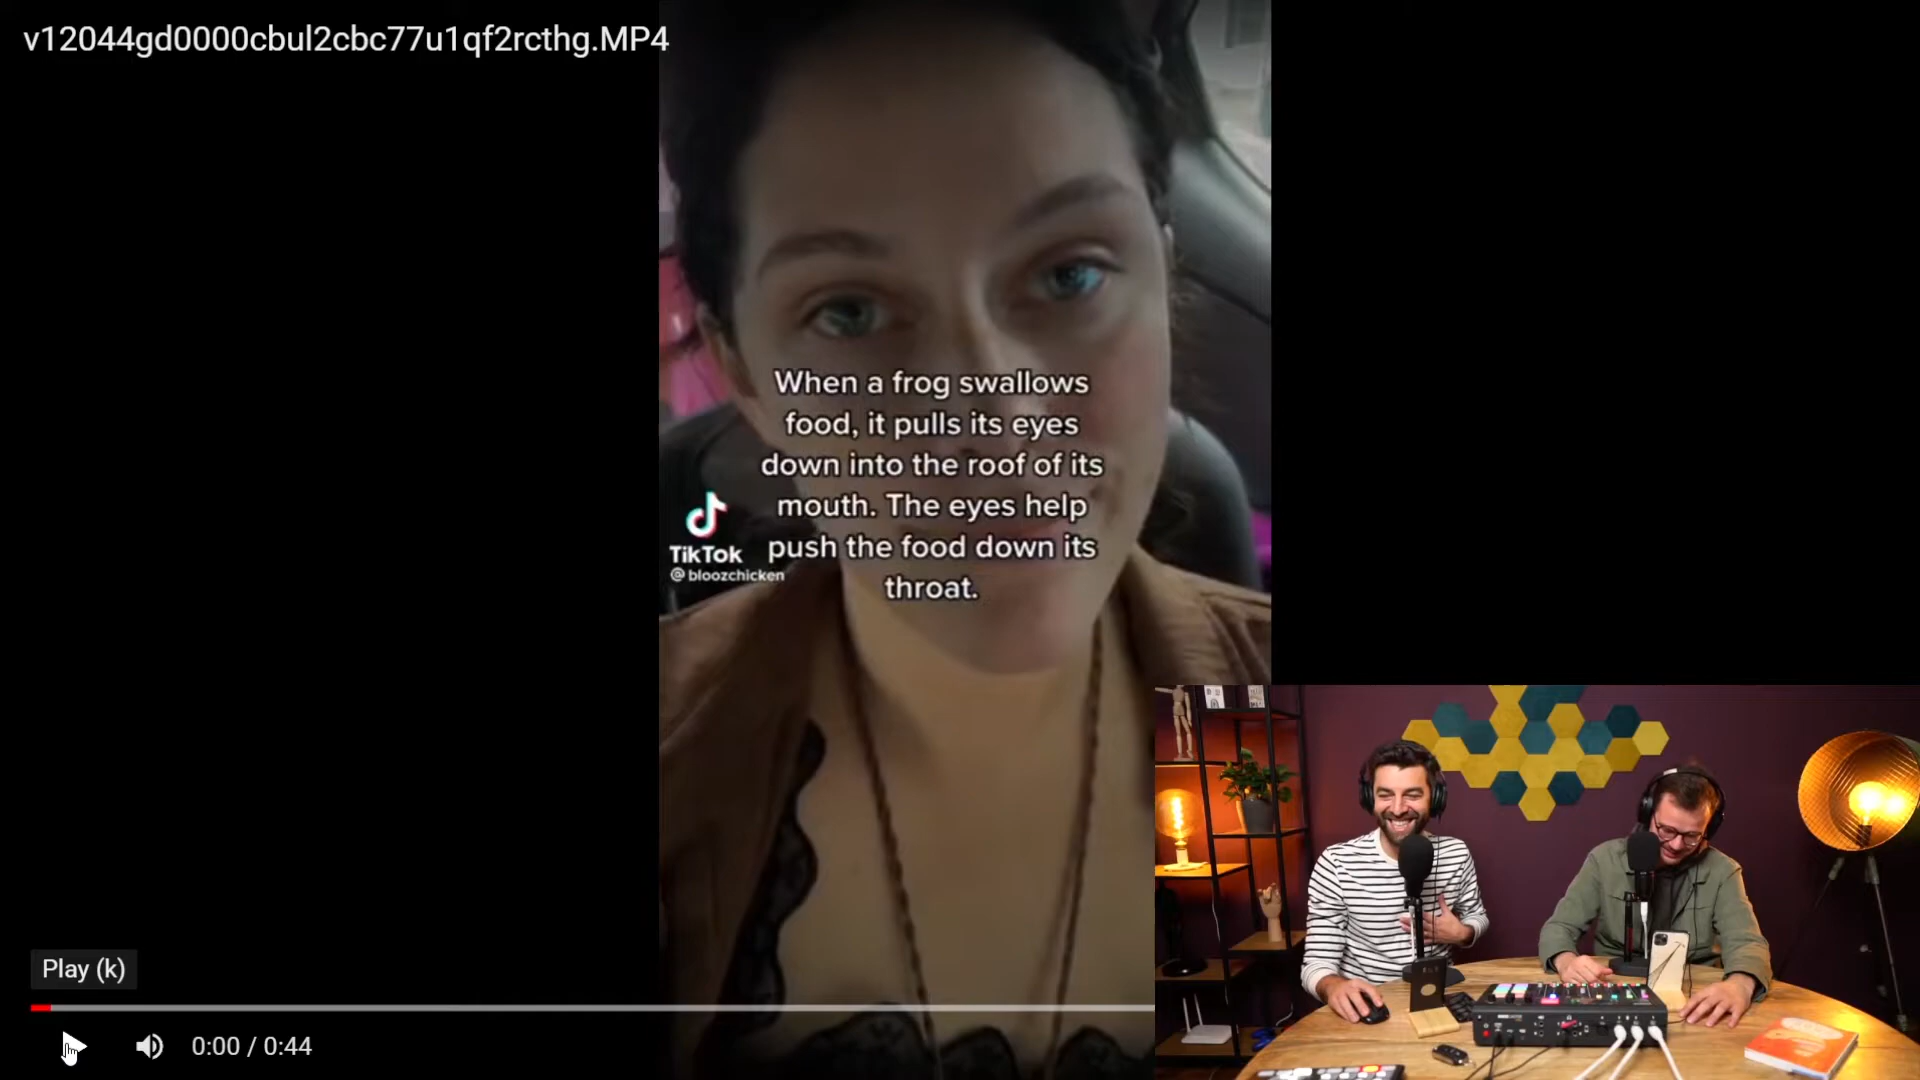 v12044gd0000cbul2cbc77u1qf2rcthg.MP4
When a frog swallows
food, it pulls its eyes
down into the roof of its
mouth. The eyes help
push the food down its
throat.
TikTok
@bloozchicken
Play (k)
0:00 / 0:44